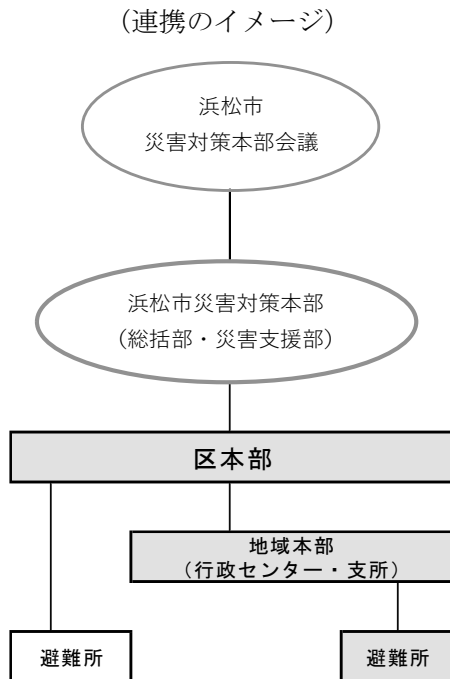 （連携のイメージ）
浜松市
災害対策本部会議
浜松市災害対策本部
（総括部・災害支援部）
区本部
地域本部
（行政センター・支所）
避難所
避難所